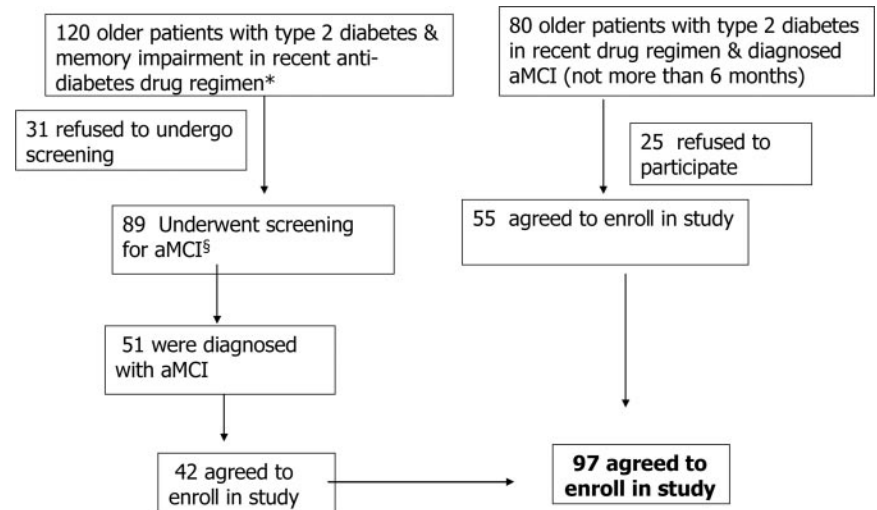 120 older patients with type 2 diabetes &
memory impairment in recent anti-
diabetes drug regimen*
80 older patients with type 2 diabetes
in recent drug regimen & diagnosed
aMCI (not more than 6 months)
31 refused to undergo
screening
25 refused to
participate
89 Underwent screening
for aMCI§
55 agreed to enroll in study
51 were diagnosed
with aMCI
42 agreed to
enroll in study
97 agreed to
enroll in study